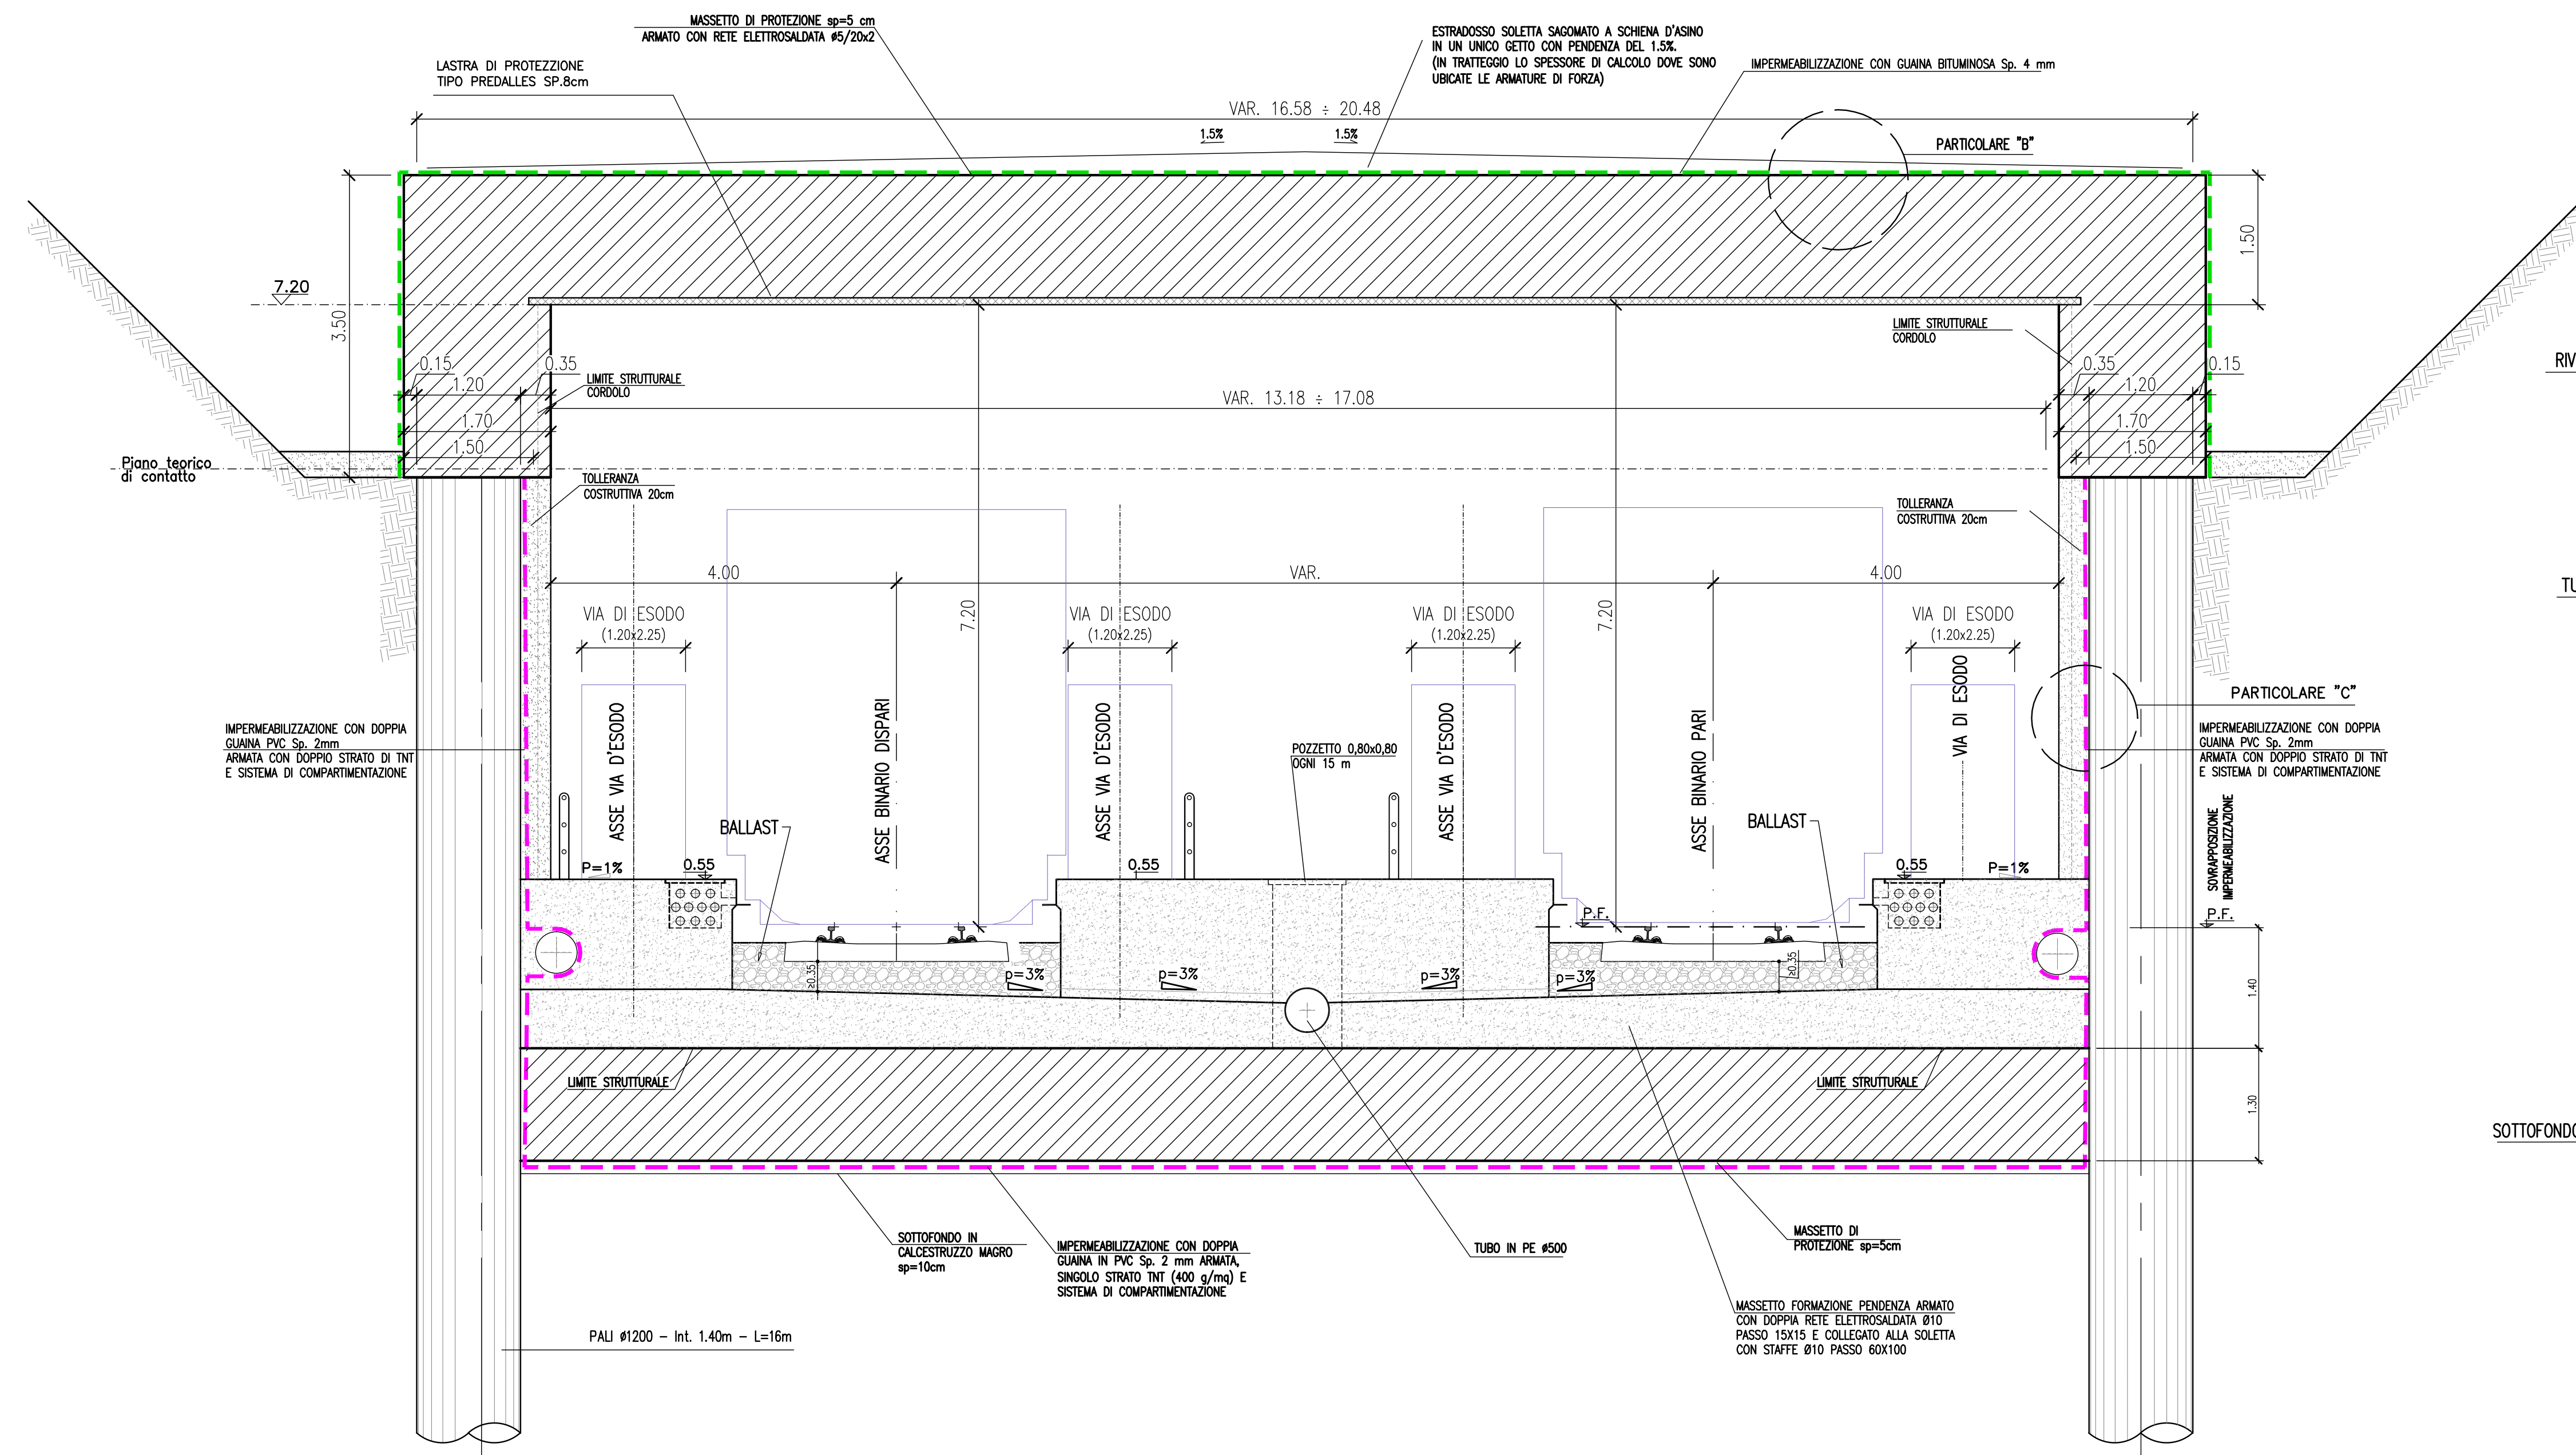 MASSETTO DI PROTEZIONE sp=5 cm
ARMATO CON RETE ELETTROSALDATA ø5/20x2
LASTRA DI PROTEZZIONE
TIPO PREDALLES SP.8cm
ESTRADOSSO SOLETTA SAGOMATO A SCHIENA D'ASINO
IN UN UNICO GETTO CON PENDENZA DEL 1.5%.
(IN TRATTEGGIO LO SPESSORE DI CALCOLO DOVE SONO
UBICATE LE ARMATURE DI FORZA)
IMPERMEABILIZZAZIONE CON GUAINA BITUMINOSA Sp. 4 mm
VAR. 16.58 ÷ 20.48
1.5%
1.5%
PARTICOLARE "B"
1.50
7.20
3.50
LIMITE STRUTTURALE
CORDOLO
0.15
0.35
1.20
LIMITE STRUTTURALE
CORDOLO
1.70
1.50
VAR. 13.18 ÷ 17.08
0.35
0.15
1.20
1.70
1.50
RIV
Piano teorico
di contatto
TOLLERANZA
COSTRUTTIVA 20cm
TOLLERANZA
COSTRUTTIVA 20cm
4.00
VAR.
4.00
TU
VIA DI ESODO
(1.20x2.25)
7.20
VIA DI ESODO
(1.20x2.25)
VIA DI ESODO
(1.20x2.25)
7.20
VIA DI ESODO
(1.20x2.25)
ASSE VIA D'ESODO
ASSE BINARIO DISPARI
ASSE VIA D'ESODO
ASSE VIA D'ESODO
ASSE BINARIO PARI
VIA DI ESODO
PARTICOLARE "C"
IMPERMEABILIZZAZIONE CON DOPPIA
GUAINA PVC Sp. 2mm
ARMATA CON DOPPIO STRATO DI TNT
E SISTEMA DI COMPARTIMENTAZIONE
POZZETTO 0,80x0,80
OGNI 15 m
IMPERMEABILIZZAZIONE CON DOPPIA
GUAINA PVC Sp. 2mm
ARMATA CON DOPPIO STRATO DI TNT
E SISTEMA DI COMPARTIMENTAZIONE
BALLAST
BALLAST
SOVRAPPOSIZIONE
IMPERMEABILIZZAZIONE
P=1%
0.55
0.55
0.55
P=1%
P.F.
P.F.
≥0.35
p=3%
p=3%
p=3%
p=3%
≥0.35
1.40
LIMITE STRUTTURALE
LIMITE STRUTTURALE
1.30
SOTTOFONDO
SOTTOFONDO IN
CALCESTRUZZO MAGRO
sp=10cm
IMPERMEABILIZZAZIONE CON DOPPIA
GUAINA IN PVC Sp. 2 mm ARMATA,
SINGOLO STRATO TNT (400 g/mq) E
SISTEMA DI COMPARTIMENTAZIONE
TUBO IN PE ø500
MASSETTO DI
PROTEZIONE sp=5cm
MASSETTO FORMAZIONE PENDENZA ARMATO
CON DOPPIA RETE ELETTROSALDATA Ø10
PASSO 15X15 E COLLEGATO ALLA SOLETTA
CON STAFFE Ø10 PASSO 60X100
PALI ø1200 - Int. 1.40m - L=16m